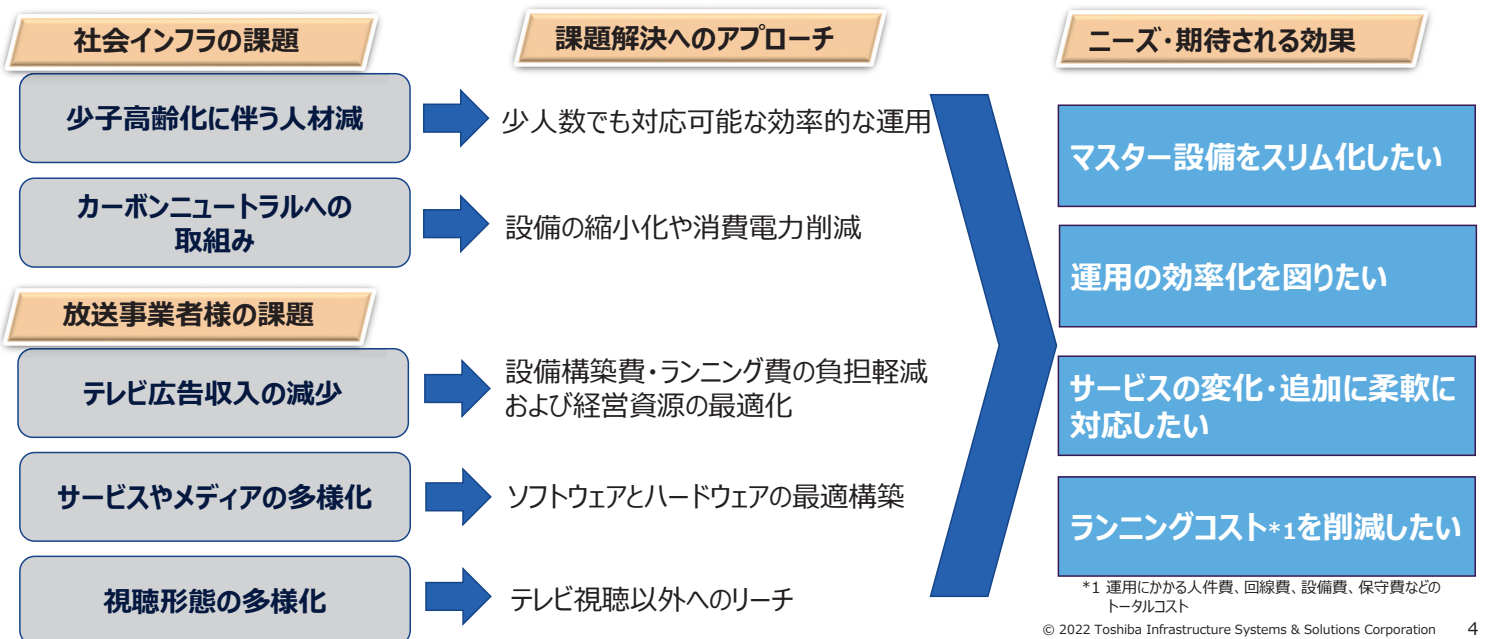 社会インフラの課題
課題解決へのアプローチ
ニーズ・期待される効果
少子高齢化に伴う人材減
少人数でも対応可能な効率的な運用
カーボンニュートラルへの
取組み
設備の縮小化や消費電力削減
放送事業者様の課題
テレビ広告収入の減少
設備構築費・ランニング費の負担軽減
および経営資源の最適化
サービスやメディアの多様化
ソフトウェアとハードウェアの最適構築
視聴形態の多様化
テレビ視聴以外へのリーチ
マスター設備をスリム化したい
運用の効率化を図りたい
サービスの変化・追加に柔軟に
対応したい
ランニングコスト*1を削減したい
*1 運用にかかる人件費、回線費、設備費、保守費などの
トータルコスト
© 2022 Toshiba Infrastructure Systems & Solutions Corporation 4